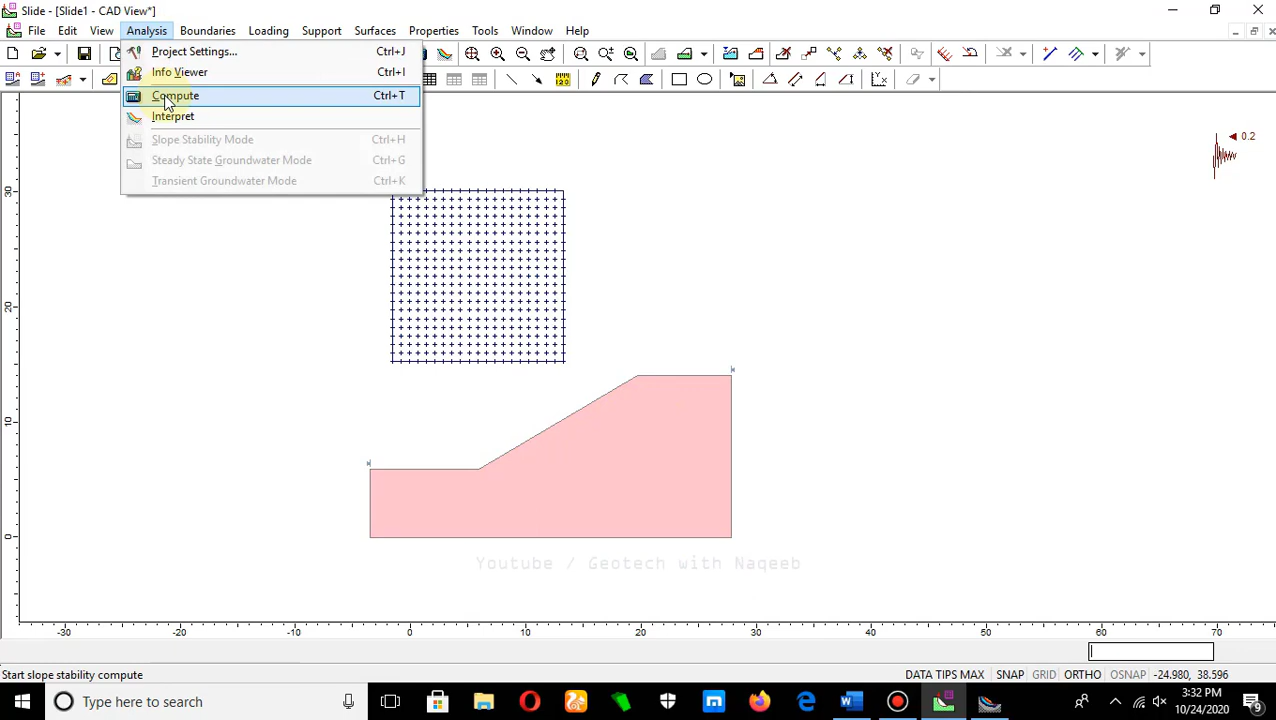 Slide - [Slide1 - CAD View*]
File Edit View Analysis Boundaries Loading Support Surfaces Properties Tools Window Help
Project Settings... Ctrl+J
Info Viewer Ctrl+I
Compute Ctrl+T
Interpret
Slope Stability Mode Ctrl+H
Steady State Groundwater Mode Ctrl+G
Transient Groundwater Mode Ctrl+K
0.2
30
20
10
0
Youtube / Geotech with Naqeeb
-30 -20 -10 0 10 20 30 40 50 60 70
Start slope stability compute DATA TIPS MAX SNAP GRID ORTHO OSNAP -24.980, 38.596
Type here to search
3:32 PM
10/24/2020
9